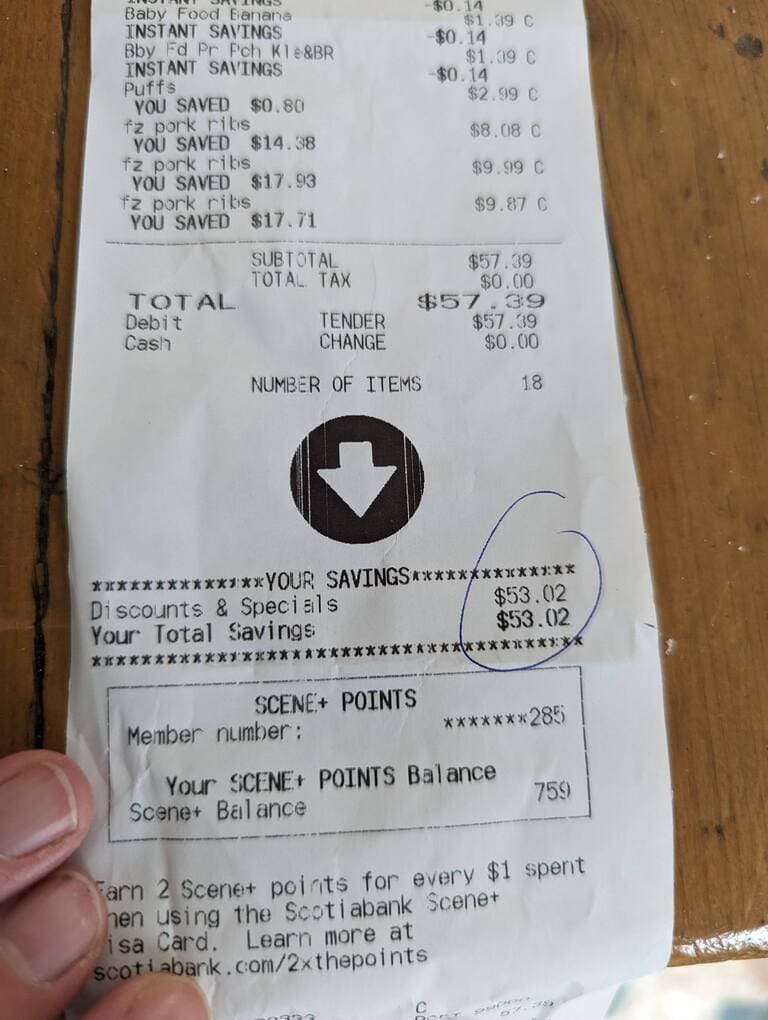 INSTANT SAVINGS -$0.14
Baby Food Banana $1.39 C
INSTANT SAVINGS -$0.14
Bby Fd Pr Pch Kle&BR $1.39 C
INSTANT SAVINGS -$0.14
Puffs $2.99 C
YOU SAVED $0.80
fz pork ribs $8.08 C
YOU SAVED $14.38
fz pork ribs $9.99 C
YOU SAVED $17.93
fz pork ribs $9.87 C
YOU SAVED $17.71
SUBTOTAL $57.39
TOTAL TAX $0.00
TOTAL $57.39
Debit TENDER $57.39
Cash CHANGE $0.00
NUMBER OF ITEMS 18
**************YOUR SAVINGS*************
Discounts & Specials $53.02
Your Total Savings $53.02
****************************************
SCENE+ POINTS
Member number: *******285
Your SCENE+ POINTS Balance
Scene+ Balance 759
Earn 2 Scene+ points for every $1 spent
hen using the Scotiabank Scene+
isa Card. Learn more at
scotiabank.com/2xthepoints
C